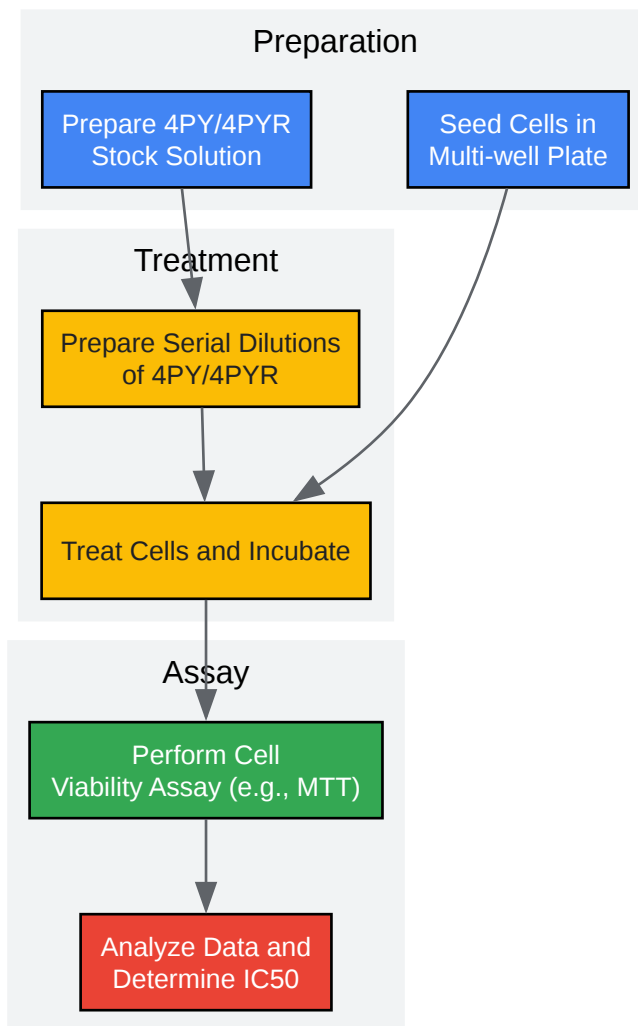 Preparation
Prepare 4PY/4PYR
Stock Solution
Seed Cells in
Multi-well Plate
Treatment
Prepare Serial Dilutions
of 4PY/4PYR
Treat Cells and Incubate
Assay
Perform Cell
Viability Assay (e.g., MTT)
Analyze Data and
Determine IC50